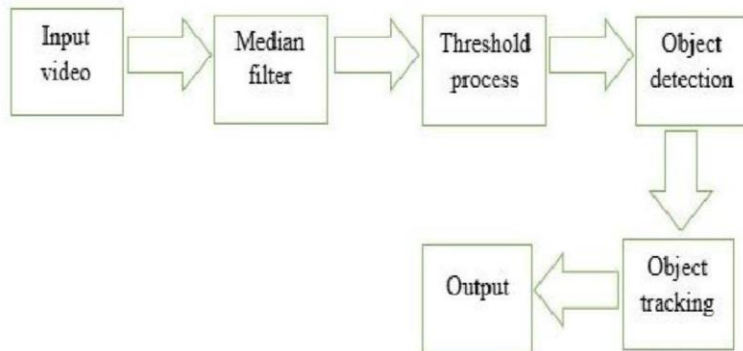 Input
video
Median
filter
Threshold
process
Object
detection
Object
tracking
Output